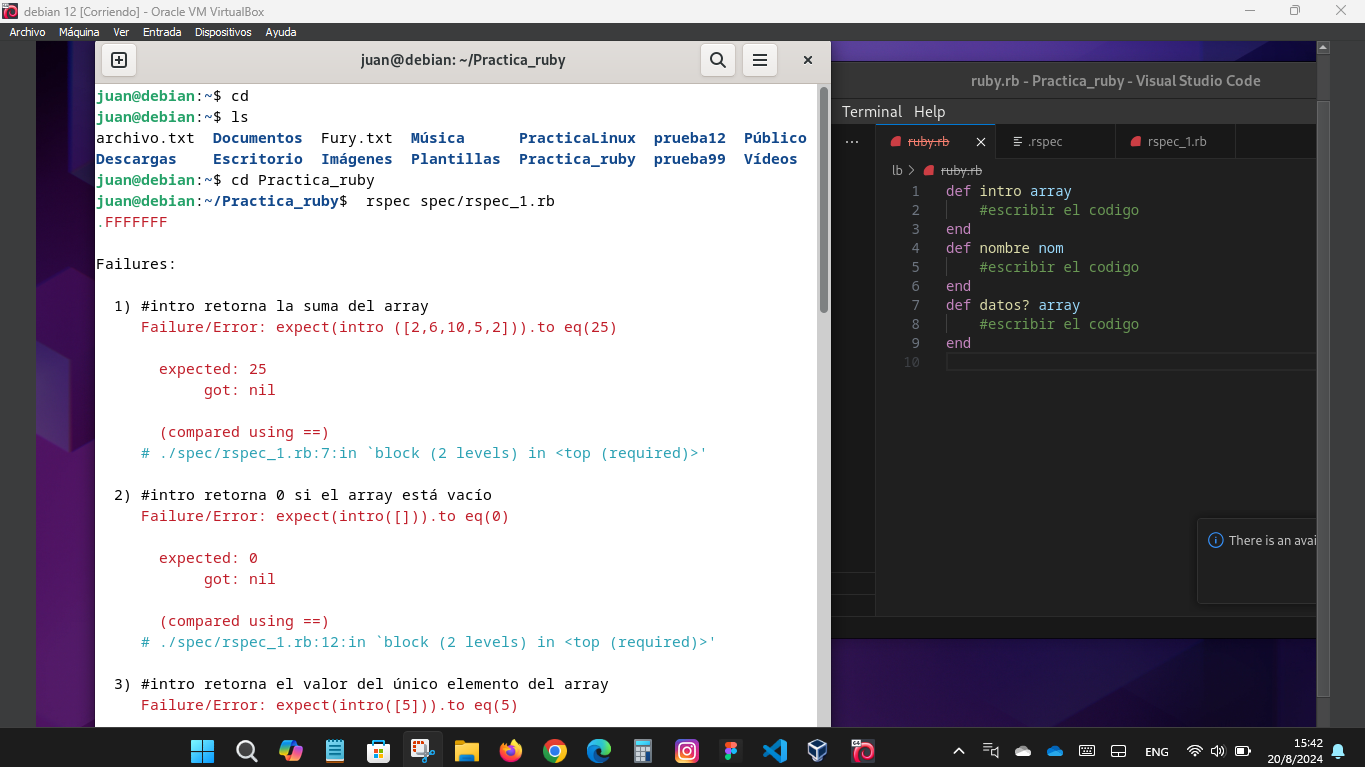 debian 12 [Corriendo] - Oracle VM VirtualBox
Archivo Máquina Ver Entrada Dispositivos Ayuda
juan@debian: ~/Practica_ruby
juan@debian:~$ cd
juan@debian:~$ ls
archivo.txt Documentos Fury.txt Música PracticaLinux prueba12 Público
Descargas Escritorio Imágenes Plantillas Practica_ruby prueba99 Vídeos
juan@debian:~$ cd Practica_ruby
juan@debian:~/Practica_ruby$ rspec spec/rspec_1.rb
.FFFFFFF
Failures:
1) #intro retorna la suma del array
Failure/Error: expect(intro ([2,6,10,5,2])).to eq(25)
expected: 25
got: nil
(compared using ==)
# ./spec/rspec_1.rb:7:in `block (2 levels) in <top (required)>'
2) #intro retorna 0 si el array está vacío
Failure/Error: expect(intro([])).to eq(0)
expected: 0
got: nil
(compared using ==)
# ./spec/rspec_1.rb:12:in `block (2 levels) in <top (required)>'
3) #intro retorna el valor del único elemento del array
Failure/Error: expect(intro([5])).to eq(5)
ruby.rb - Practica_ruby - Visual Studio Code
Terminal Help
ruby.rb .rspec rspec_1.rb
lb > ruby.rb
1 def intro array
2 #escribir el codigo
3 end
4 def nombre nom
5 #escribir el codigo
6 end
7 def datos? array
8 #escribir el codigo
9 end
10
There is an avai
ENG
15:42
20/8/2024